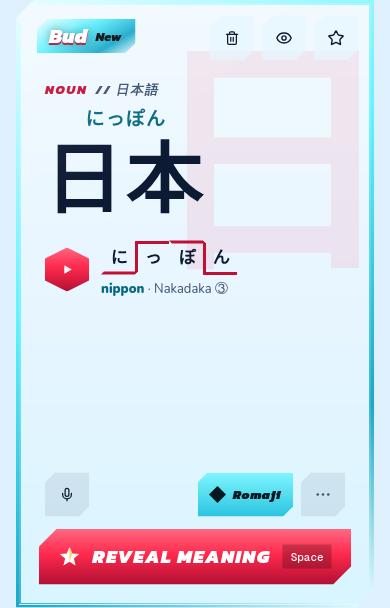 Bud New
NOUN // 日本語
にっぽん
日本
にっぽん
nippon · Nakadaka ③
Romaji
REVEAL MEANING Space